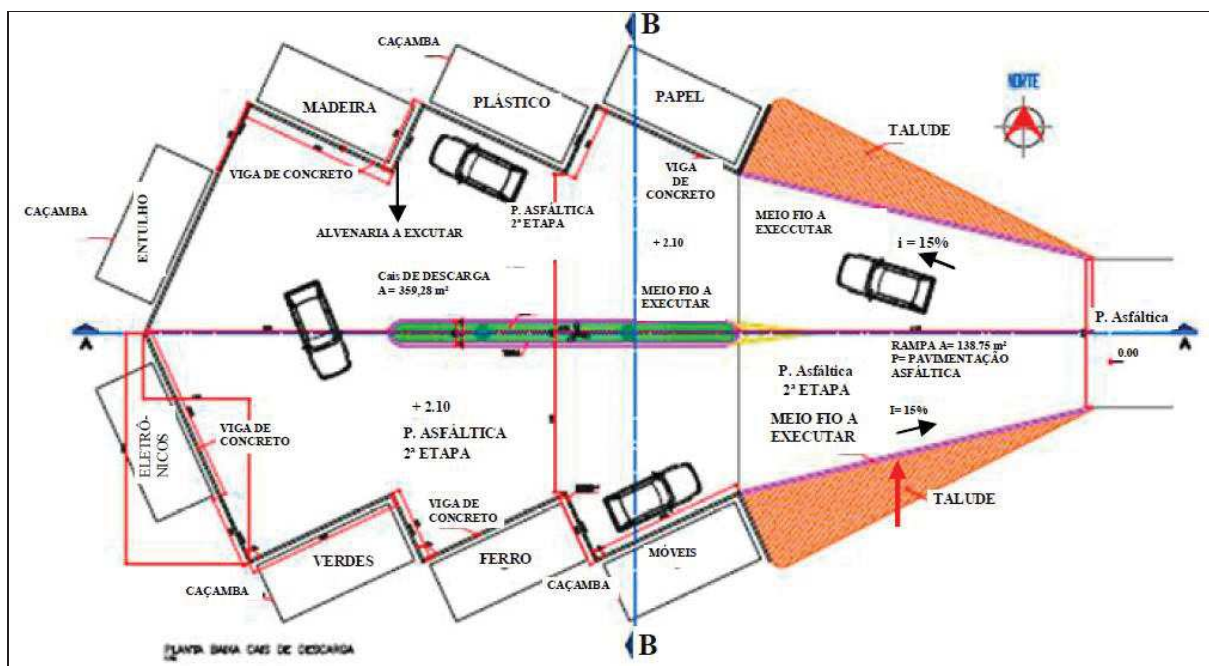 B
CAÇAMBA
CAÇAMBA
NORTE
MADEIRA
PLÁSTICO
PAPEL
TALUDE
VIGA DE CONCRETO
VIGA
DE
CONCRETO
CAÇAMBA
ENTULHO
P. ASFÁLTICA
2ª ETAPA
MEIO FIO A
EXECCUTAR
ALVENARIA A EXCUTAR
+ 2.10
i = 15%
Cais DE DESCARGA
A = 359,28 m²
MEIO FIO A
EXECUTAR
P. Asfáltica
A
A
RAMPA A= 138.75 m²
P= PAVIMENTAÇÃO
ASFÁLTICA
0.00
P. Asfáltica
2ª ETAPA
+ 2.10
P. ASFÁLTICA
2ª ETAPA
I= 15%
MEIO FIO A
EXECUTAR
ELETRÔ-
NICOS
VIGA DE
CONCRETO
VIGA DE
CONCRETO
TALUDE
VERDES
FERRO
MÓVEIS
CAÇAMBA
CAÇAMBA
B
PLANTA BAIXA CAIS DE DESCARGA